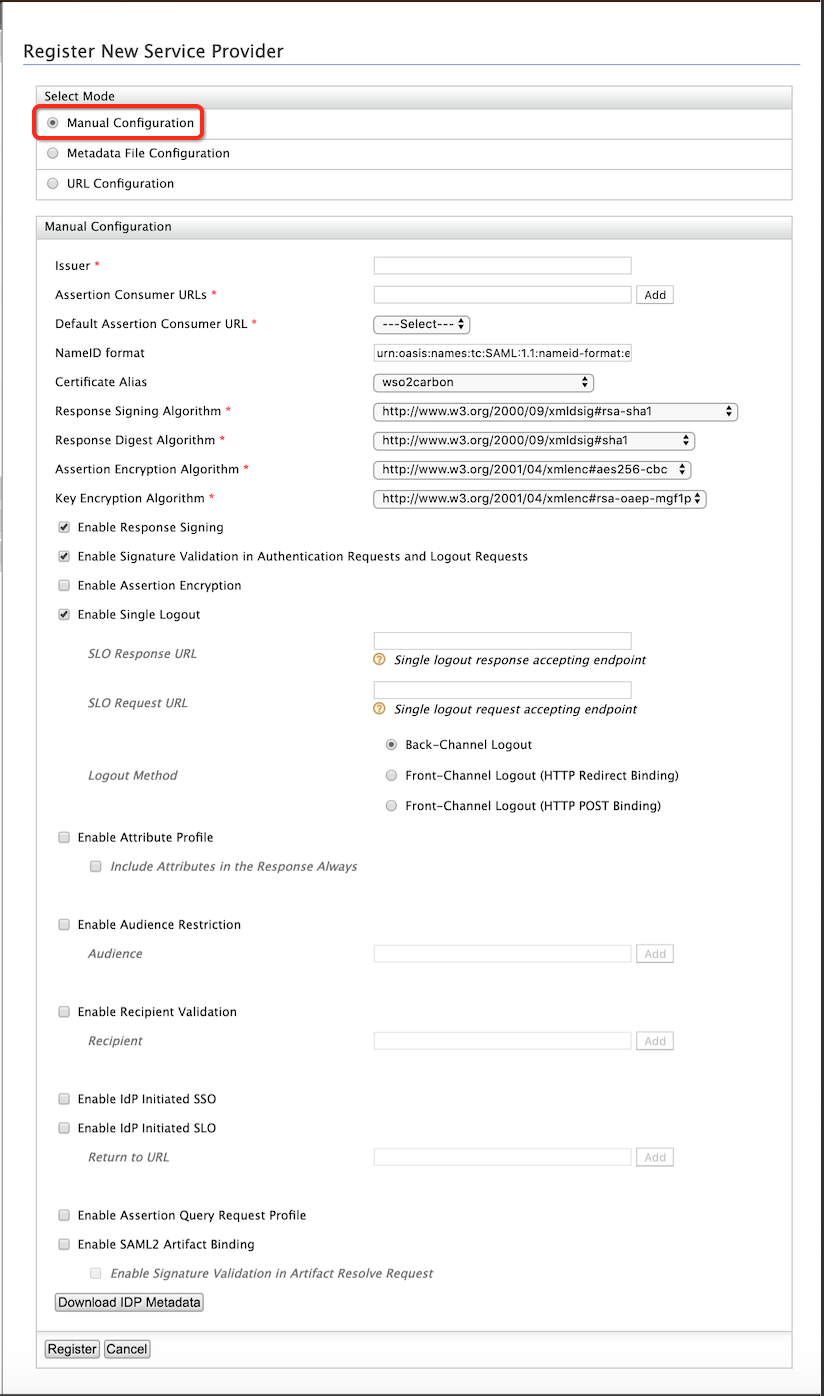 Register New Service Provider
Select Mode
Manual Configuration
Metadata File Configuration
URL Configuration
Manual Configuration
Issuer *
Assertion Consumer URLs * Add
Default Assertion Consumer URL * ---Select---
NameID format urn:oasis:names:tc:SAML:1.1:nameid-format:e
Certificate Alias wso2carbon
Response Signing Algorithm * http://www.w3.org/2000/09/xmldsig#rsa-sha1
Response Digest Algorithm * http://www.w3.org/2000/09/xmldsig#sha1
Assertion Encryption Algorithm * http://www.w3.org/2001/04/xmlenc#aes256-cbc
Key Encryption Algorithm * http://www.w3.org/2001/04/xmlenc#rsa-oaep-mgf1p
Enable Response Signing
Enable Signature Validation in Authentication Requests and Logout Requests
Enable Assertion Encryption
Enable Single Logout
SLO Response URL
? Single logout response accepting endpoint
SLO Request URL
? Single logout request accepting endpoint
Back-Channel Logout
Logout Method Front-Channel Logout (HTTP Redirect Binding)
Front-Channel Logout (HTTP POST Binding)
Enable Attribute Profile
Include Attributes in the Response Always
Enable Audience Restriction
Audience Add
Enable Recipient Validation
Recipient Add
Enable IdP Initiated SSO
Enable IdP Initiated SLO
Return to URL Add
Enable Assertion Query Request Profile
Enable SAML2 Artifact Binding
Enable Signature Validation in Artifact Resolve Request
Download IDP Metadata
Register Cancel